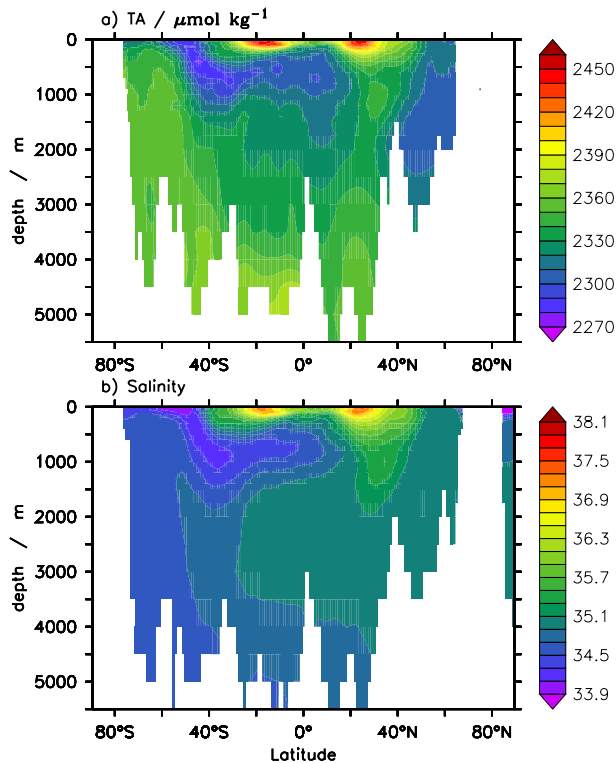 a) TA / μmol kg⁻¹
0
1000
2000
3000
4000
5000
depth / m
80°S
40°S
0°
40°N
80°N
2450
2420
2390
2360
2330
2300
2270
b) Salinity
0
1000
2000
3000
4000
5000
depth / m
80°S
40°S
0°
40°N
80°N
Latitude
38.1
37.5
36.9
36.3
35.7
35.1
34.5
33.9